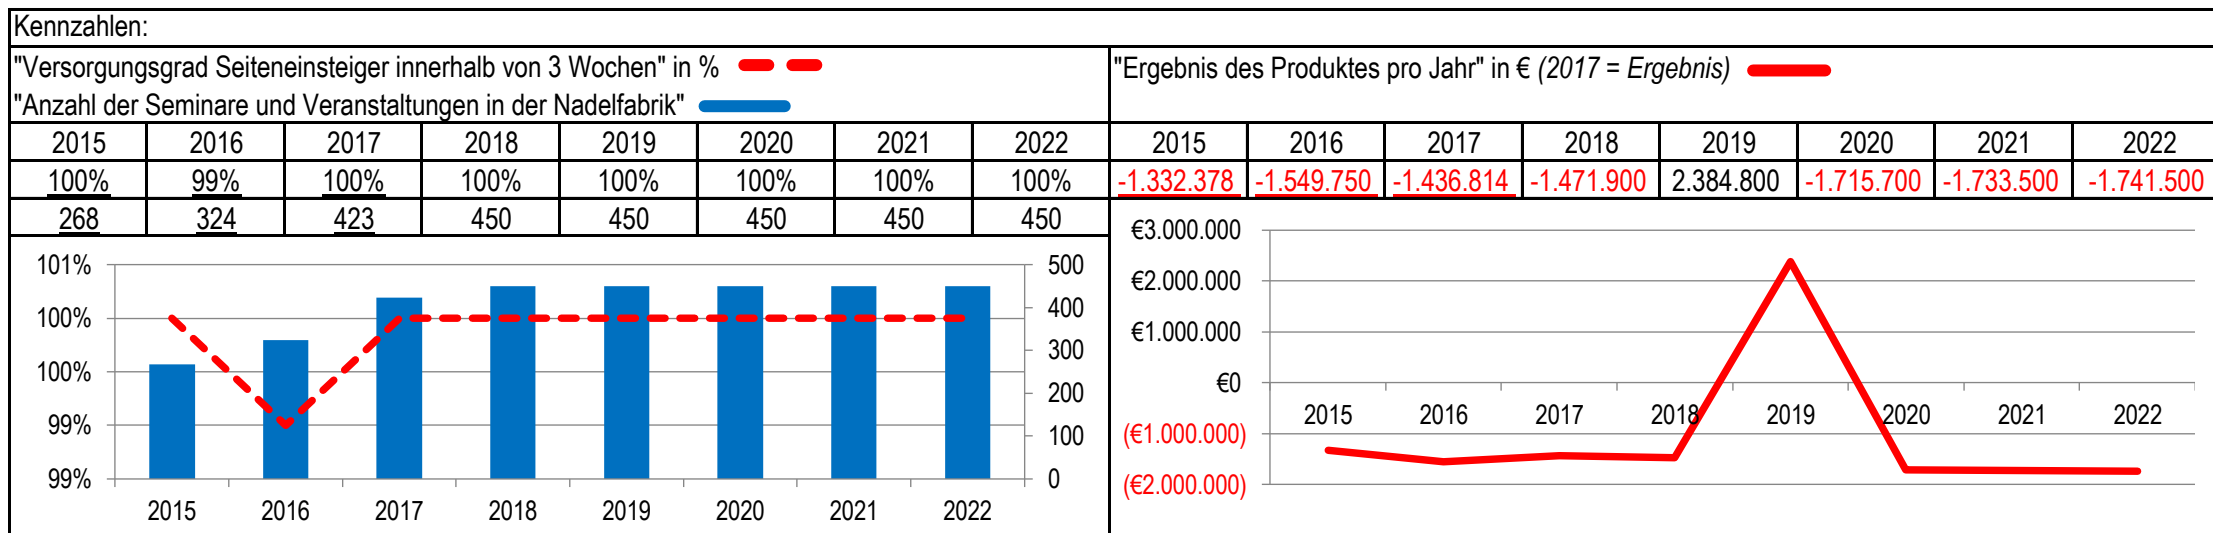 Kennzahlen:
"Versorgungsgrad Seiteneinsteiger innerhalb von 3 Wochen" in %
"Anzahl der Seminare und Veranstaltungen in der Nadelfabrik"
2015 2016 2017 2018 2019 2020 2021 2022
100% 99% 100% 100% 100% 100% 100% 100%
268 324 423 450 450 450 450 450
101% 500
100% 400
100% 300
99% 200
99% 100
0
2015 2016 2017 2018 2019 2020 2021 2022
"Ergebnis des Produktes pro Jahr" in € (2017 = Ergebnis)
2015 2016 2017 2018 2019 2020 2021 2022
-1.332.378 -1.549.750 -1.436.814 -1.471.900 2.384.800 -1.715.700 -1.733.500 -1.741.500
€3.000.000
€2.000.000
€1.000.000
€0
2015 2016 2017 2018 2019 2020 2021 2022
(€1.000.000)
(€2.000.000)